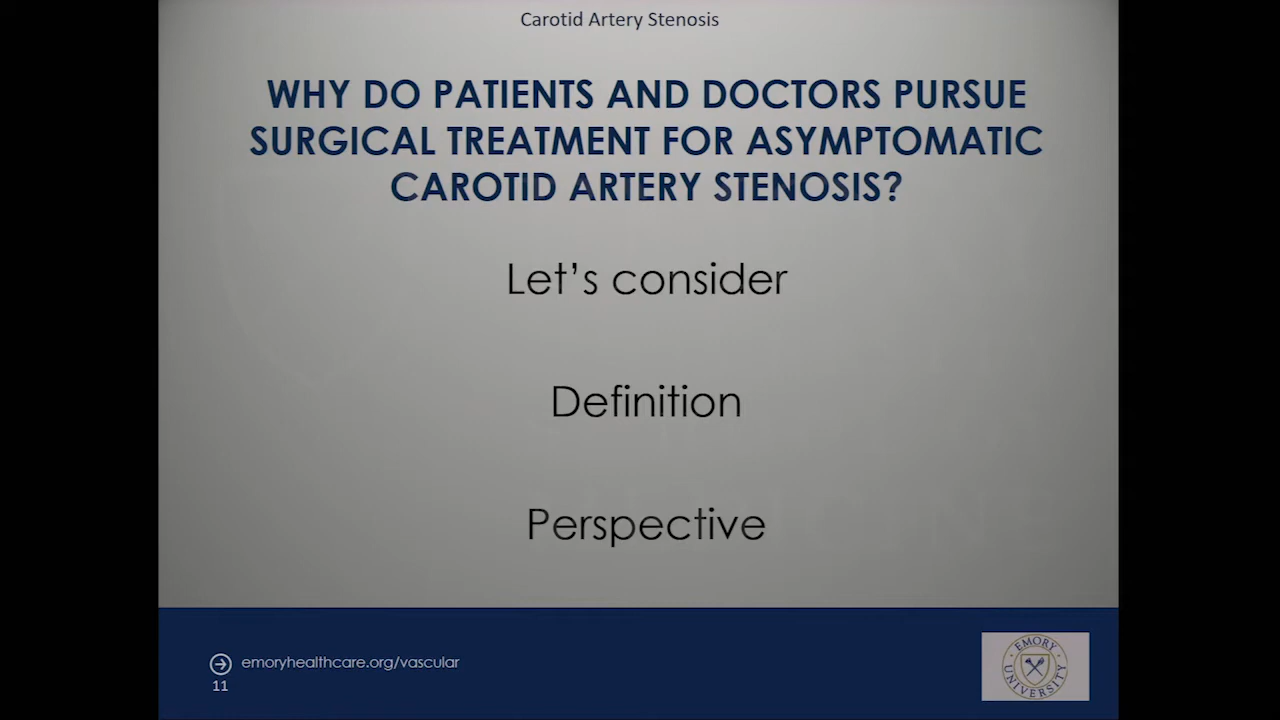 Carotid Artery Stenosis
WHY DO PATIENTS AND DOCTORS PURSUE
SURGICAL TREATMENT FOR ASYMPTOMATIC
CAROTID ARTERY STENOSIS?
Let's consider
Definition
Perspective
emoryhealthcare.org/vascular
11
EMORY
UNIVERSITY